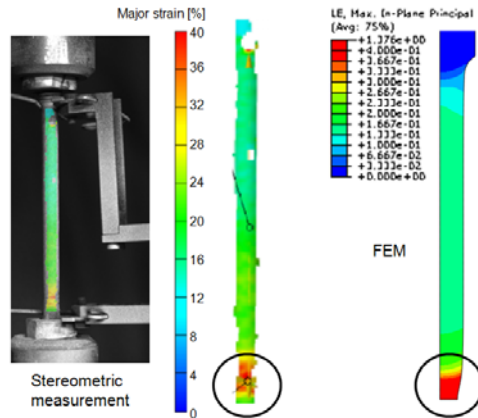 Major strain [%]
40
36
32
28
24
20
16
12
8
4
0
Stereometric
measurement
LE, Max. In-Plane Principal
(Avg: 75%)
+1.376e+00
+4.000e-01
+3.667e-01
+3.333e-01
+3.000e-01
+2.667e-01
+2.333e-01
+2.000e-01
+1.667e-01
+1.333e-01
+1.000e-01
+6.667e-02
+3.333e-02
+0.000e+00
FEM